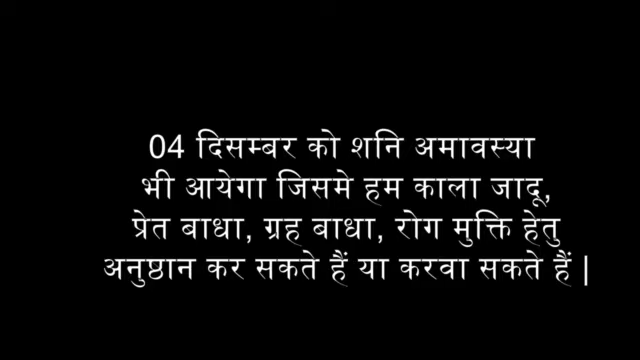 04 दिसम्बर को शनि अमावस्या
भी आयेगा जिसमे हम काला जादू,
प्रेत बाधा, ग्रह बाधा, रोग मुक्ति हेतु
अनुष्ठान कर सकते हैं या करवा सकते हैं |